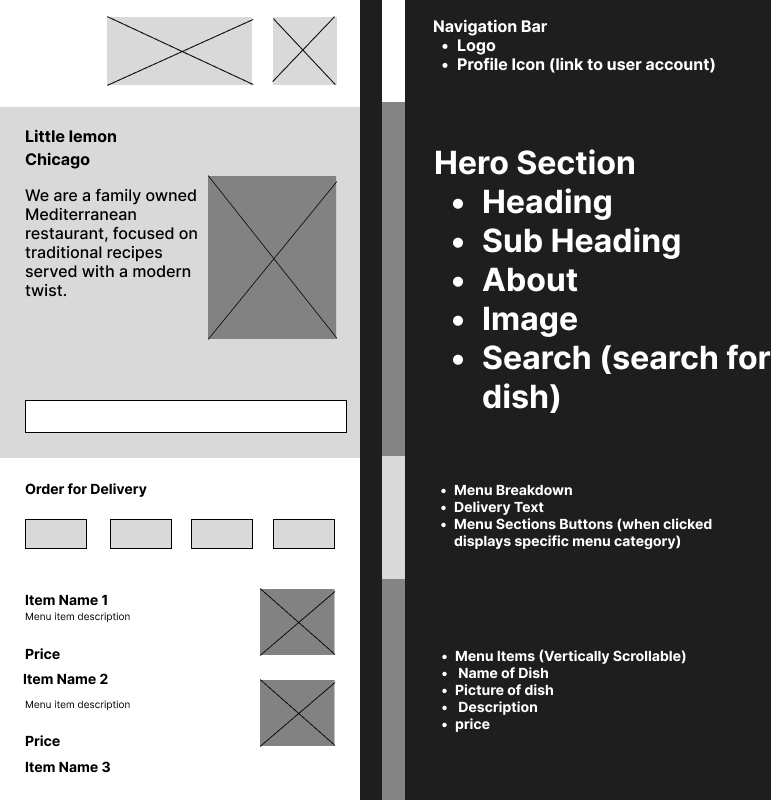 Little lemon
Chicago
We are a family owned
Mediterranean
restaurant, focused on
traditional recipes
served with a modern
twist.
Order for Delivery
Item Name 1
Menu item description
Price
Item Name 2
Menu item description
Price
Item Name 3
Navigation Bar
• Logo
• Profile Icon (link to user account)
Hero Section
• Heading
• Sub Heading
• About
• Image
• Search (search for
dish)
• Menu Breakdown
• Delivery Text
• Menu Sections Buttons (when clicked
displays specific menu category)
• Menu Items (Vertically Scrollable)
• Name of Dish
• Picture of dish
• Description
• price